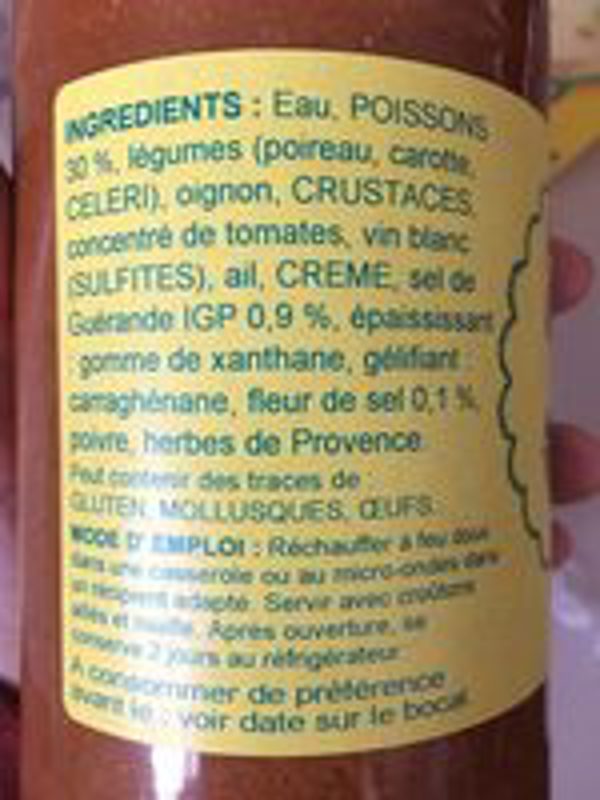 INGREDIENTS : Eau, POISSONS
30 %, légumes (poireau, carotte,
CELERI), oignon, CRUSTACES,
concentré de tomates, vin blanc
(SULFITES), ail, CREME, sel de
Guérande IGP 0,9 %, épaississant
: gomme de xanthane, gélifiant :
carraghénane, fleur de sel 0,1 %,
poivre, herbes de Provence.
Peut contenir des traces de
GLUTEN, MOLLUSQUES, ŒUFS.
MODE D'EMPLOI : Réchauffer à feu doux
dans une casserole ou au micro-ondes dans
un récipient adapté. Servir avec croûtons
aillés et rouille. Après ouverture, se
conserve 2 jours au réfrigérateur.
A consommer de préférence
avant le : voir date sur le bocal.